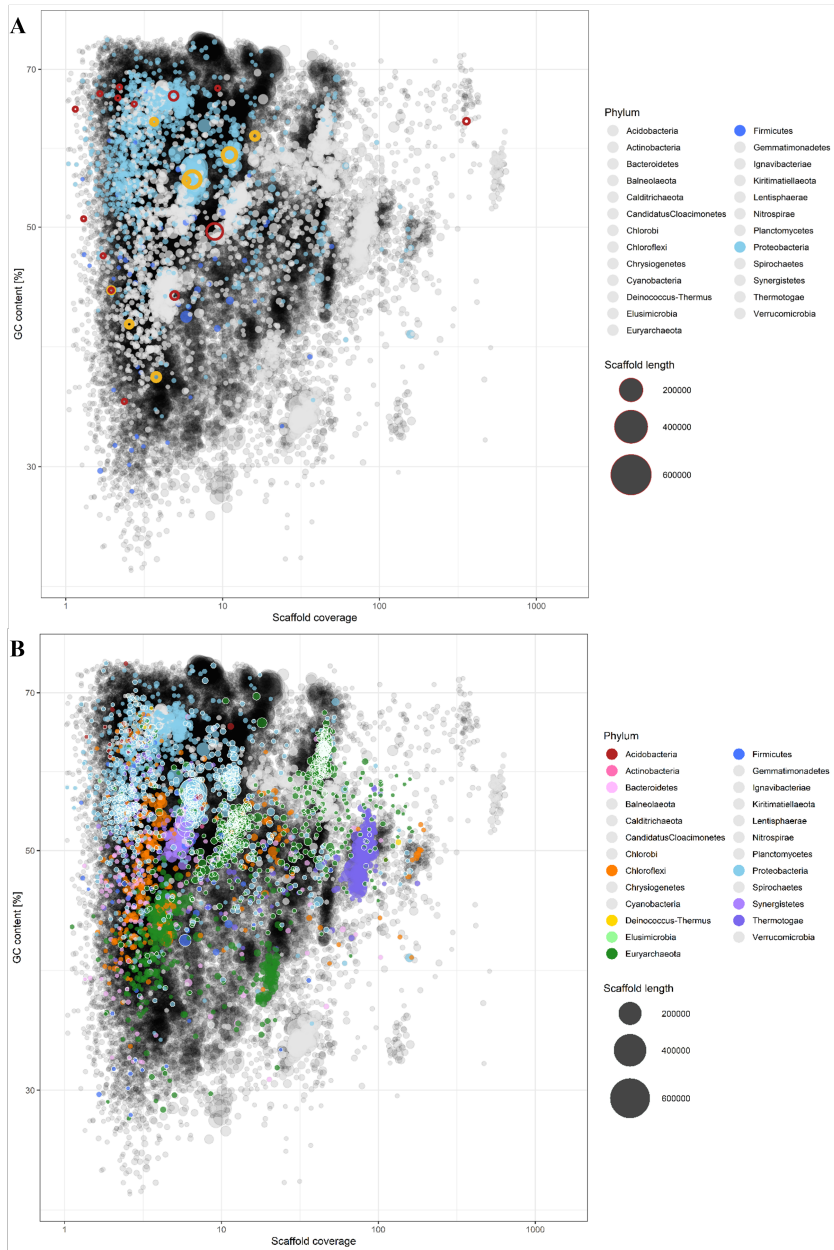 A
70
50
30
GC content [%]
1
10
100
1000
Scaffold coverage
Phylum
Acidobacteria
Actinobacteria
Bacteroidetes
Balneolaeota
Calditrichaeota
CandidatusCloacimonetes
Chlorobi
Chloroflexi
Chrysiogenetes
Cyanobacteria
Deinococcus-Thermus
Elusimicrobia
Euryarchaeota
Firmicutes
Gemmatimonadetes
Ignavibacteriae
Kiritimatiellaeota
Lentisphaerae
Nitrospirae
Planctomycetes
Proteobacteria
Spirochaetes
Synergistetes
Thermotogae
Verrucomicrobia
Scaffold length
200000
400000
600000
B
70
50
30
GC content [%]
1
10
100
1000
Scaffold coverage
Phylum
Acidobacteria
Actinobacteria
Bacteroidetes
Balneolaeota
Calditrichaeota
CandidatusCloacimonetes
Chlorobi
Chloroflexi
Chrysiogenetes
Cyanobacteria
Deinococcus-Thermus
Elusimicrobia
Euryarchaeota
Firmicutes
Gemmatimonadetes
Ignavibacteriae
Kiritimatiellaeota
Lentisphaerae
Nitrospirae
Planctomycetes
Proteobacteria
Spirochaetes
Synergistetes
Thermotogae
Verrucomicrobia
Scaffold length
200000
400000
600000